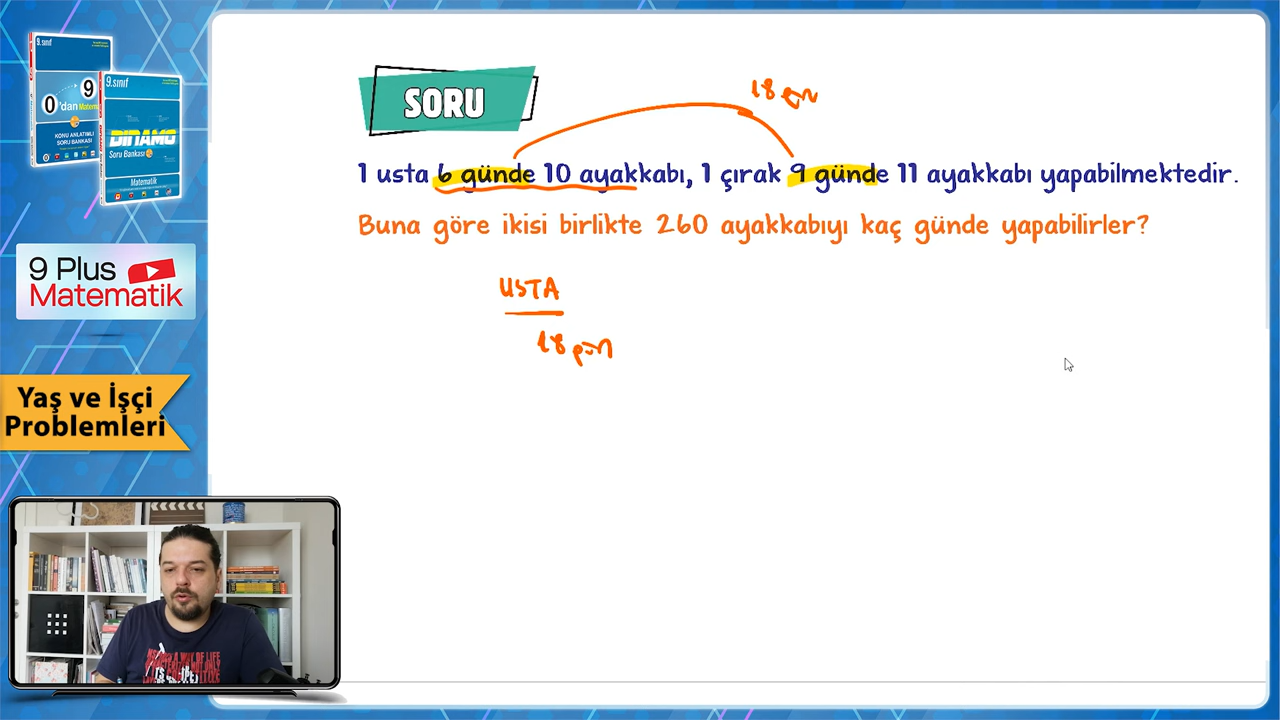 9.sınıf
0'dan 9 Matema
KONU ANLATIMLI
SORU BANKASI
9.sınıf
DİNAMO
Soru Bankası
Matematik
SORU
18 gün
1 usta 6 günde 10 ayakkabı, 1 çırak 9 günde 11 ayakkabı yapabilmektedir.
Buna göre ikisi birlikte 260 ayakkabıyı kaç günde yapabilirler?
USTA
18 gün
9 Plus
Matematik
Yaş ve İşçi
Problemleri